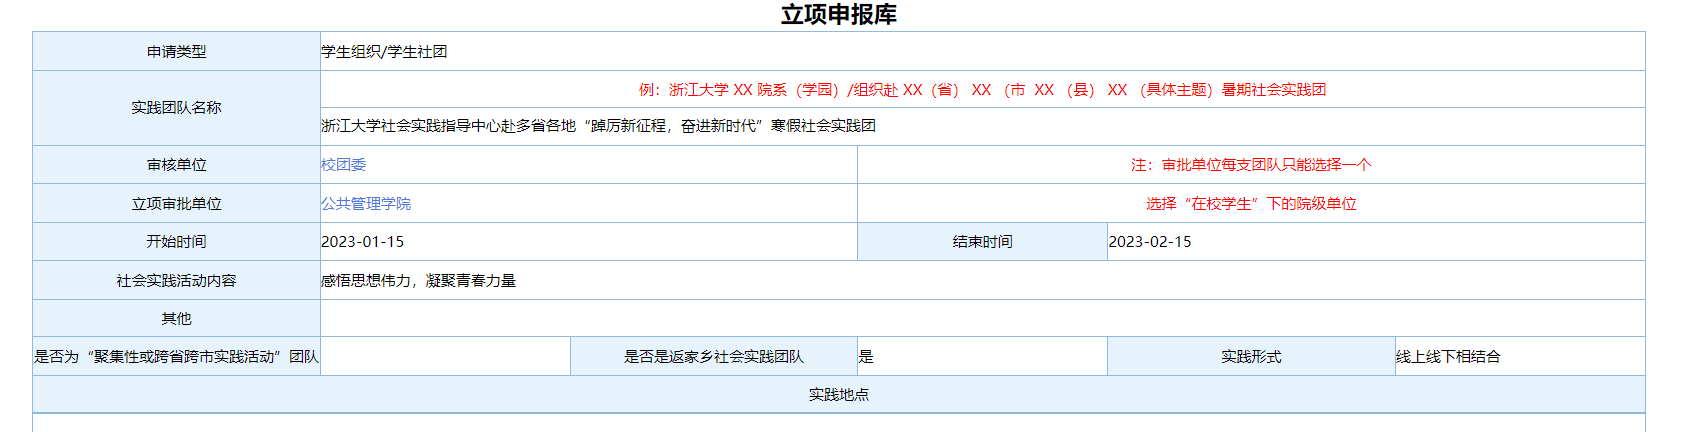 立项申报库
申请类型 学生组织/学生社团
实践团队名称
例：浙江大学 XX 院系（学园）/组织赴 XX（省） XX （市 XX （县） XX （具体主题）暑期社会实践团
浙江大学社会实践指导中心赴多省各地“踔厉新征程，奋进新时代”寒假社会实践团
审核单位 校团委 注：审批单位每支团队只能选择一个
立项审批单位 公共管理学院 选择“在校学生”下的院级单位
开始时间 2023-01-15 结束时间 2023-02-15
社会实践活动内容 感悟思想伟力，凝聚青春力量
其他
是否为“聚集性或跨省跨市实践活动”团队 是否是返家乡社会实践团队 是 实践形式 线上线下相结合
实践地点